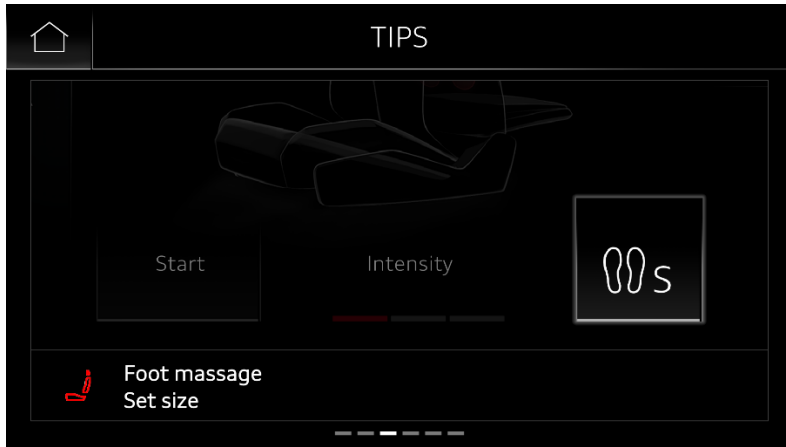 TIPS
Start
Intensity
S
Foot massage
Set size